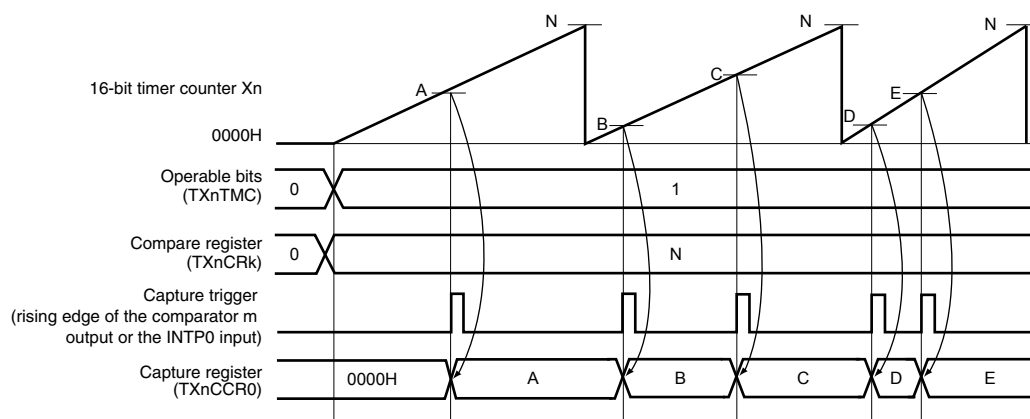 N N N
C
16-bit timer counter Xn A E
B D
0000H
Operable bits
(TXnTMC) 0 1
Compare register
(TXnCRk) 0 N
Capture trigger
(rising edge of the comparator m
output or the INTP0 input)
Capture register
(TXnCCR0) 0000H A B C D E